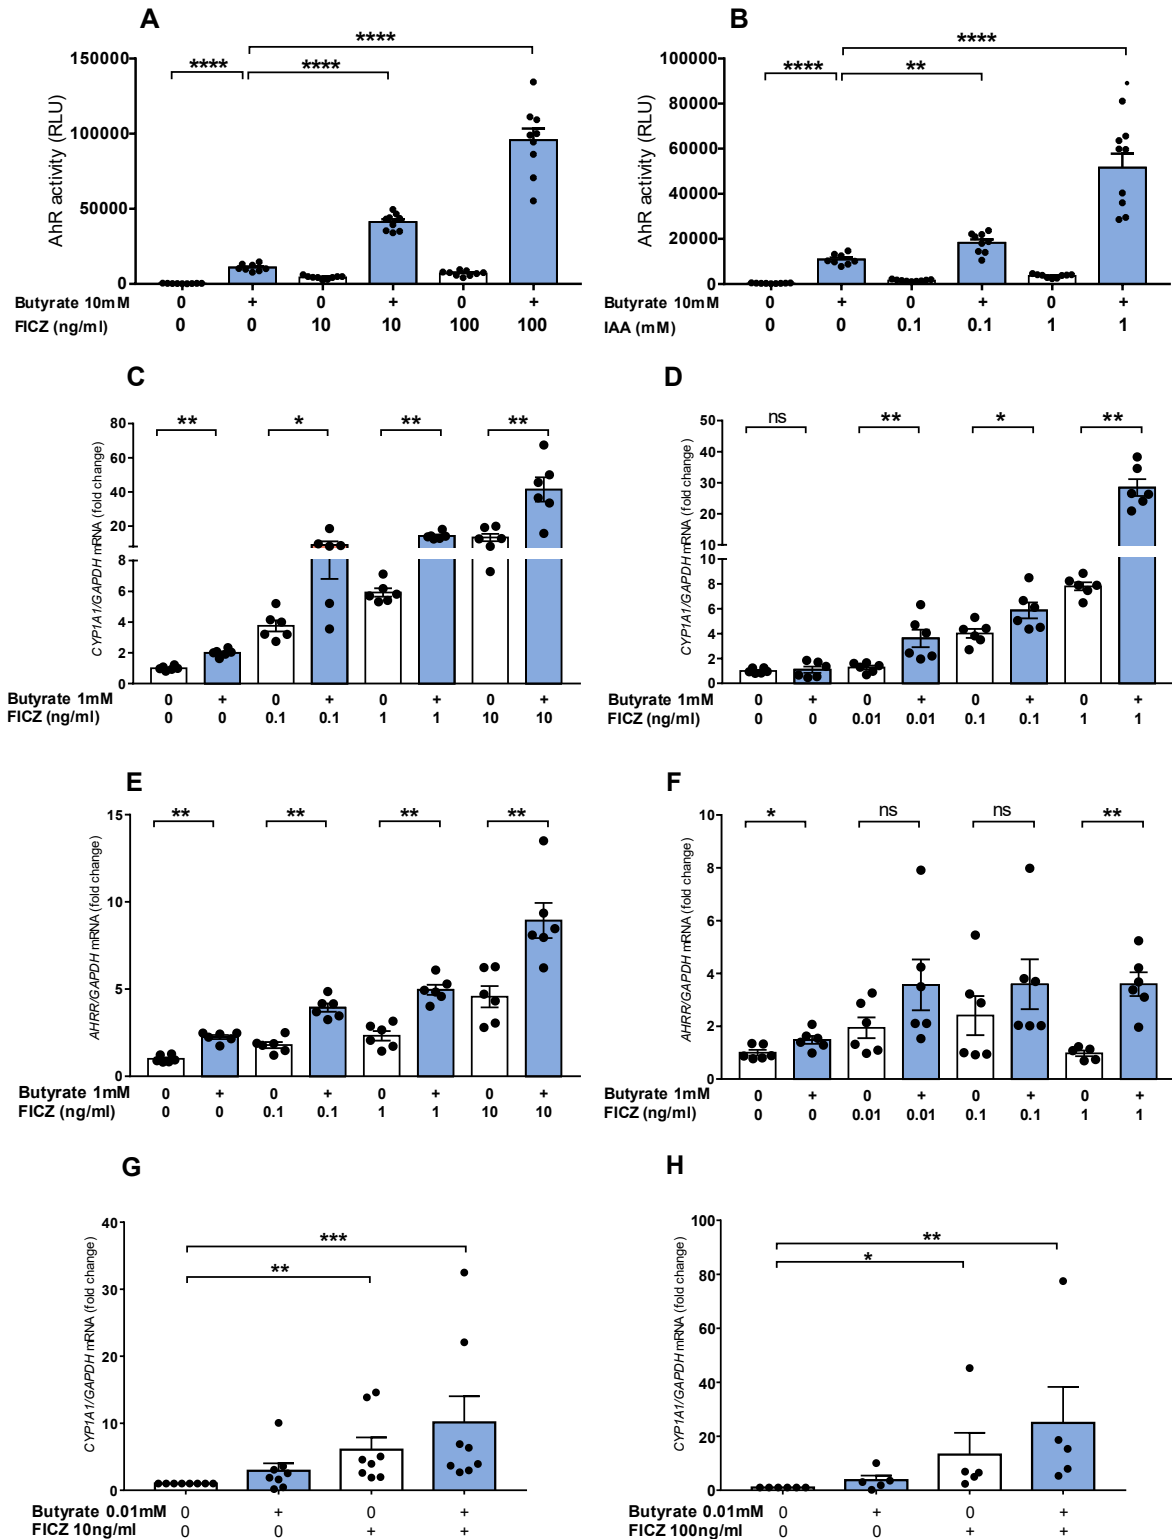 A
****
****
****
AhR activity (RLU)
150000
100000
50000
0
Butyrate 10mM 0 + 0 + 0 +
FICZ (ng/ml) 0 0 10 10 100 100
B
****
**** **
AhR activity (RLU)
100000
80000
60000
40000
20000
0
Butyrate 10mM 0 + 0 + 0 +
IAA (mM) 0 0 0.1 0.1 1 1
C
** * ** **
CYP1A1/GAPDH mRNA (fold change)
80
60
40
20
8
6
4
2
0
Butyrate 1mM 0 + 0 + 0 + 0 +
FICZ (ng/ml) 0 0 0.1 0.1 1 1 10 10
D
ns ** * **
CYP1A1/GAPDH mRNA (fold change)
50
40
30
20
10
10
8
6
4
2
0
Butyrate 1mM 0 + 0 + 0 + 0 +
FICZ (ng/ml) 0 0 0.01 0.01 0.1 0.1 1 1
E
** ** ** **
AHRR/GAPDH mRNA (fold change)
15
10
5
0
Butyrate 1mM 0 + 0 + 0 + 0 +
FICZ (ng/ml) 0 0 0.1 0.1 1 1 10 10
F
* ns ns **
AHRR/GAPDH mRNA (fold change)
10
8
6
4
2
0
Butyrate 1mM 0 + 0 + 0 + 0 +
FICZ (ng/ml) 0 0 0.01 0.01 0.1 0.1 1 1
G
***
**
CYP1A1/GAPDH mRNA (fold change)
40
30
20
10
0
Butyrate 0.01mM 0 + 0 +
FICZ 10ng/ml 0 0 + +
H
**
*
CYP1A1/GAPDH mRNA (fold change)
100
80
60
40
20
0
Butyrate 0.01mM 0 + 0 +
FICZ 100ng/ml 0 0 + +